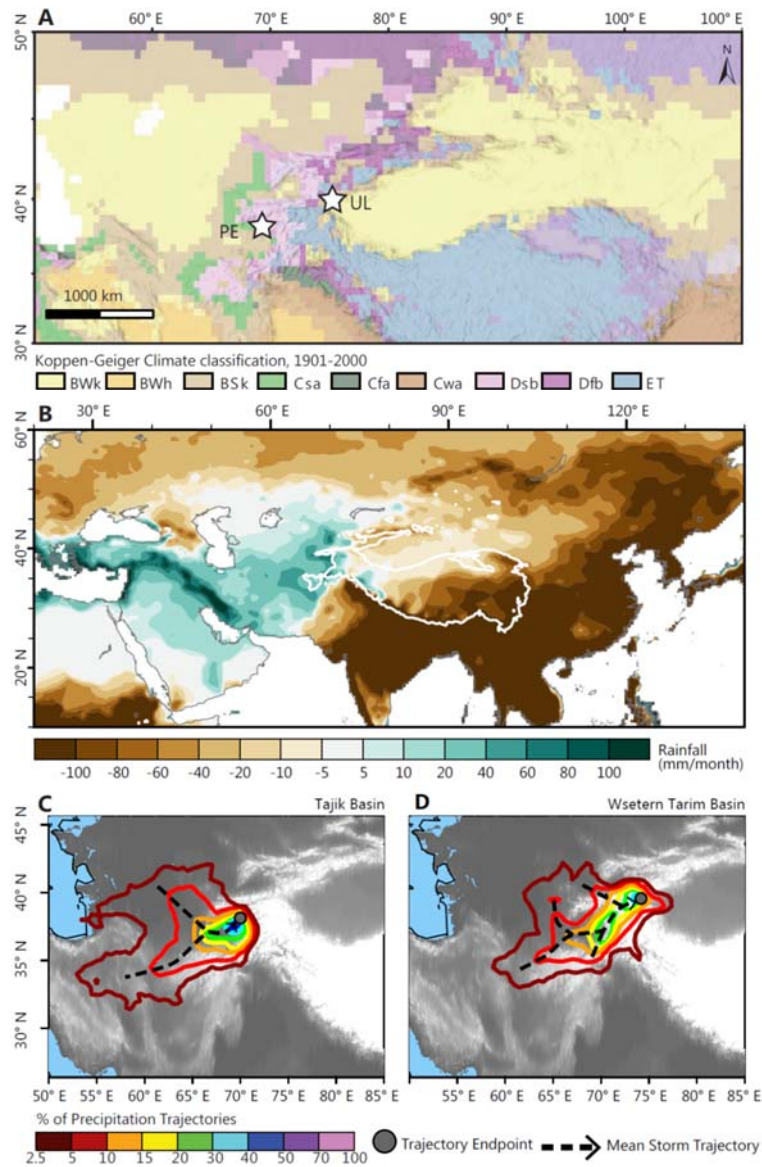 A
60° E 70° E 80° E 90° E 100° E
50° N
N
40° N
UL
PE
1000 km
30° N
Koppen-Geiger Climate classification, 1901-2000
BWk BWh BSk Csa Cfa Cwa Dsb Dfb ET
B
30° E 60° E 90° E 120° E
60° N
40° N
20° N
-100 -80 -60 -40 -20 -10 -5 5 10 20 40 60 80 100
Rainfall
(mm/month)
C Tajik Basin
D Wsetern Tarim Basin
45° N
40° N
35° N
30° N
50° E 55° E 60° E 65° E 70° E 75° E 80° E 85° E
50° E 55° E 60° E 65° E 70° E 75° E 80° E 85° E
% of Precipitation Trajectories
2.5 5 10 15 20 30 40 50 70 100
Trajectory Endpoint
Mean Storm Trajectory